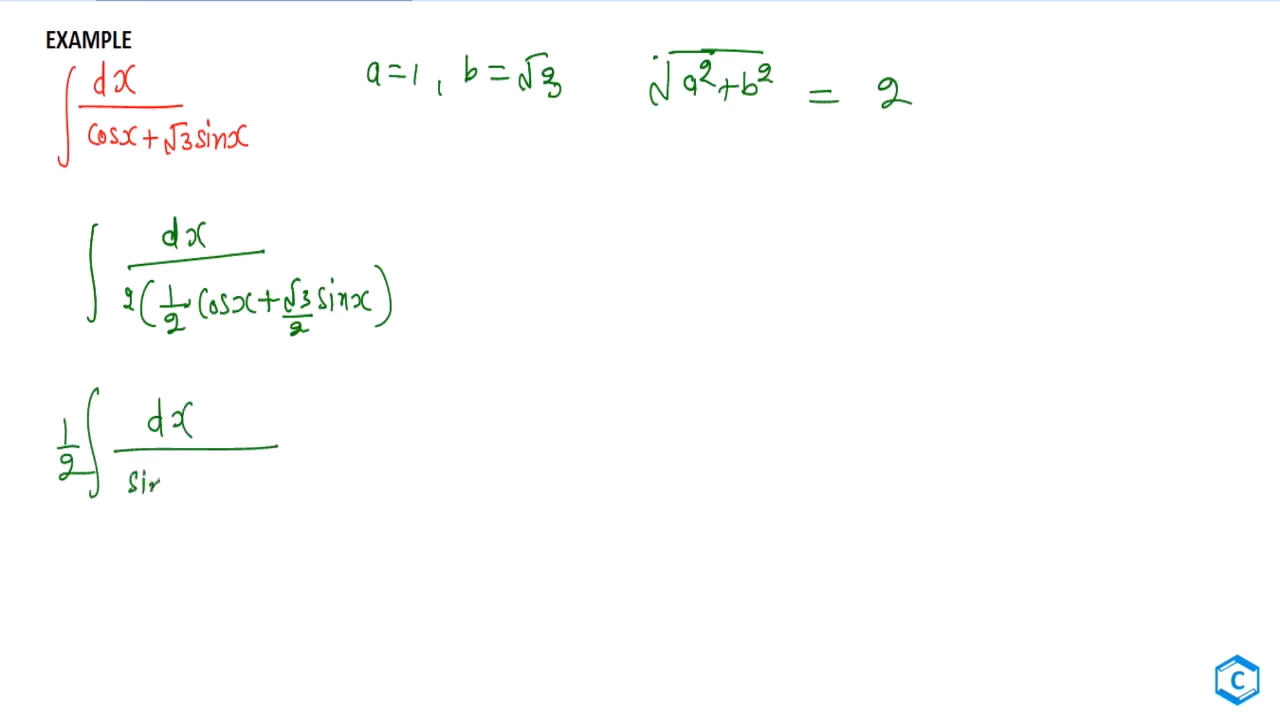 EXAMPLE
∫ dx / (cosx + √3 sinx)
a = 1, b = √3
√(a² + b²) = 2
∫ dx / 2(1/2 cosx + √3/2 sinx)
1/2 ∫ dx / sin
C